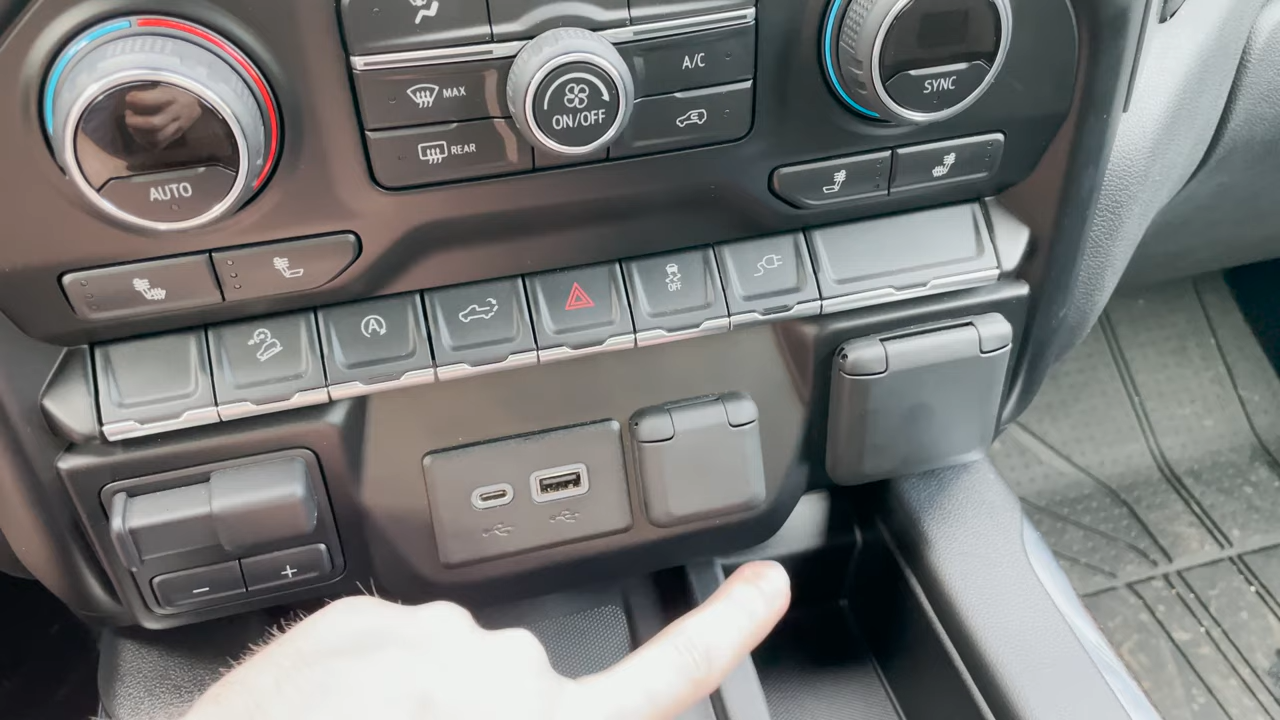 MAX
A/C
ON/OFF
SYNC
REAR
AUTO
A
OFF
- +